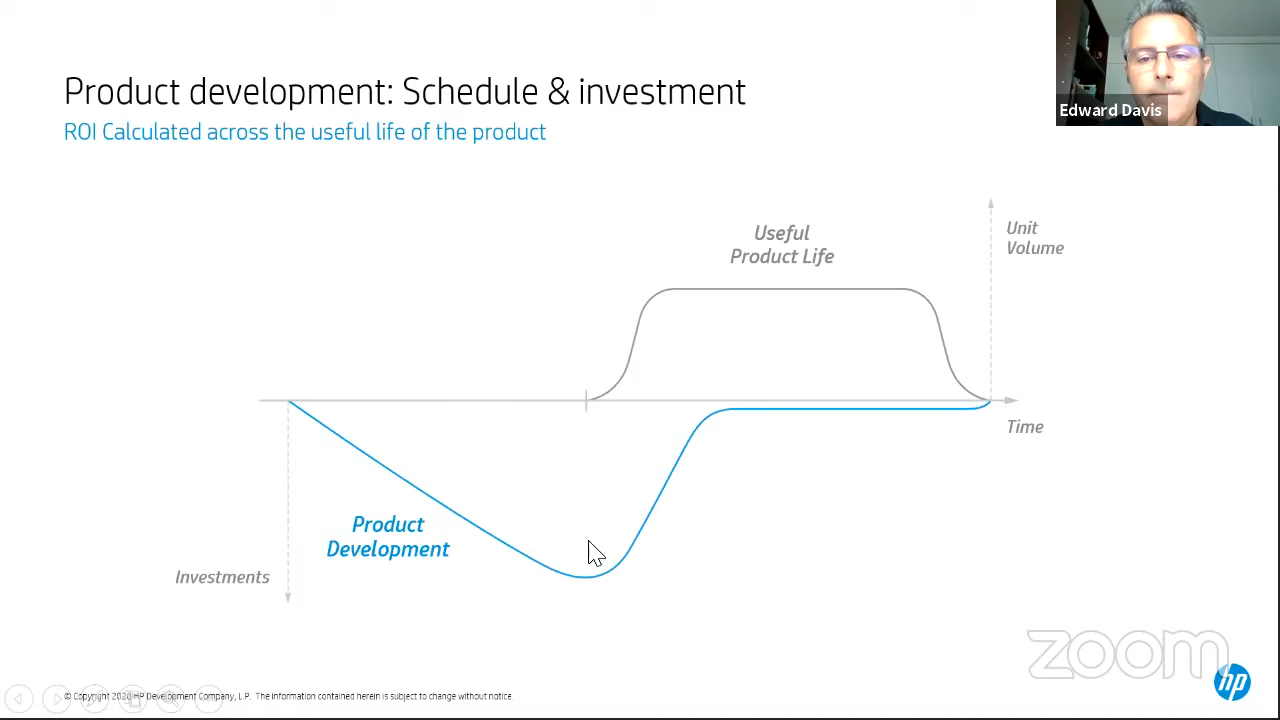 Product development: Schedule & investment
ROI Calculated across the useful life of the product
Edward Davis
Useful
Product Life
Unit
Volume
Time
Product
Development
Investments
zoom
hp
© Copyright 2020 HP Development Company, L.P. The information contained herein is subject to change without notice.